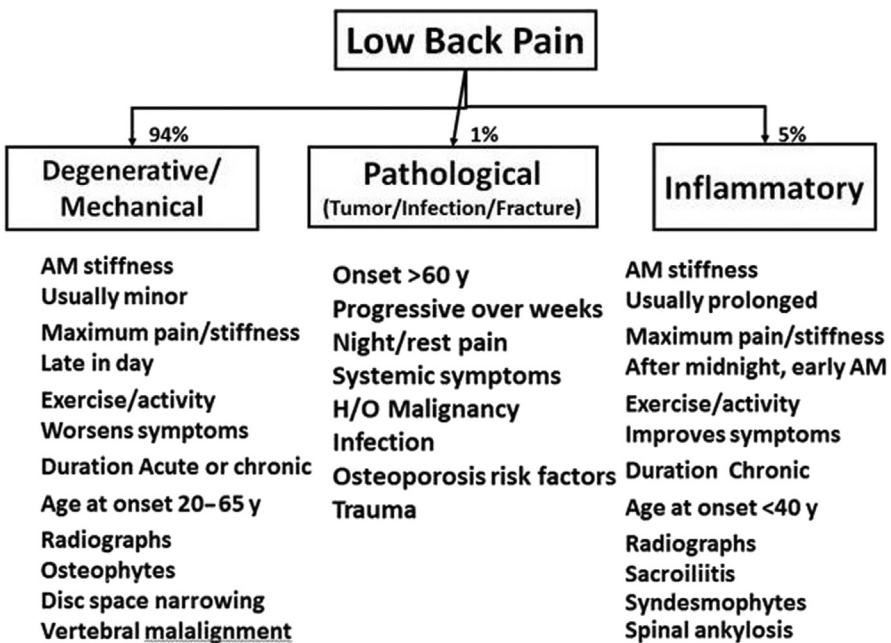 Low Back Pain
94%
Degenerative/
Mechanical
AM stiffness
Usually minor
Maximum pain/stiffness
Late in day
Exercise/activity
Worsens symptoms
Duration Acute or chronic
Age at onset 20–65 y
Radiographs
Osteophytes
Disc space narrowing
Vertebral malalignment
1%
Pathological
(Tumor/Infection/Fracture)
Onset >60 y
Progressive over weeks
Night/rest pain
Systemic symptoms
H/O Malignancy
Infection
Osteoporosis risk factors
Trauma
5%
Inflammatory
AM stiffness
Usually prolonged
Maximum pain/stiffness
After midnight, early AM
Exercise/activity
Improves symptoms
Duration Chronic
Age at onset <40 y
Radiographs
Sacroiliitis
Syndesmophytes
Spinal ankylosis